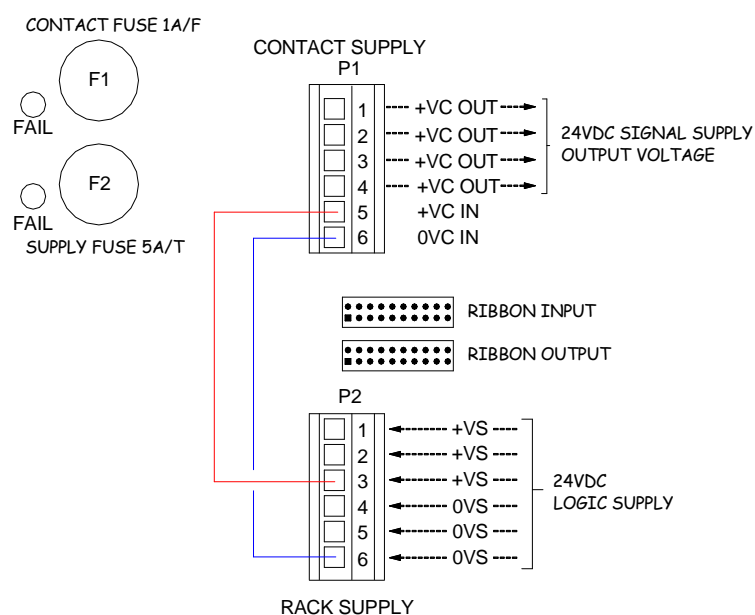 CONTACT FUSE 1A/F
F1
FAIL
F2
FAIL
SUPPLY FUSE 5A/T
CONTACT SUPPLY
P1
1 +VC OUT
2 +VC OUT
3 +VC OUT
4 +VC OUT
5 +VC IN
6 0VC IN
24VDC SIGNAL SUPPLY
OUTPUT VOLTAGE
RIBBON INPUT
RIBBON OUTPUT
P2
1 +VS
2 +VS
3 +VS
4 0VS
5 0VS
6 0VS
24VDC
LOGIC SUPPLY
RACK SUPPLY